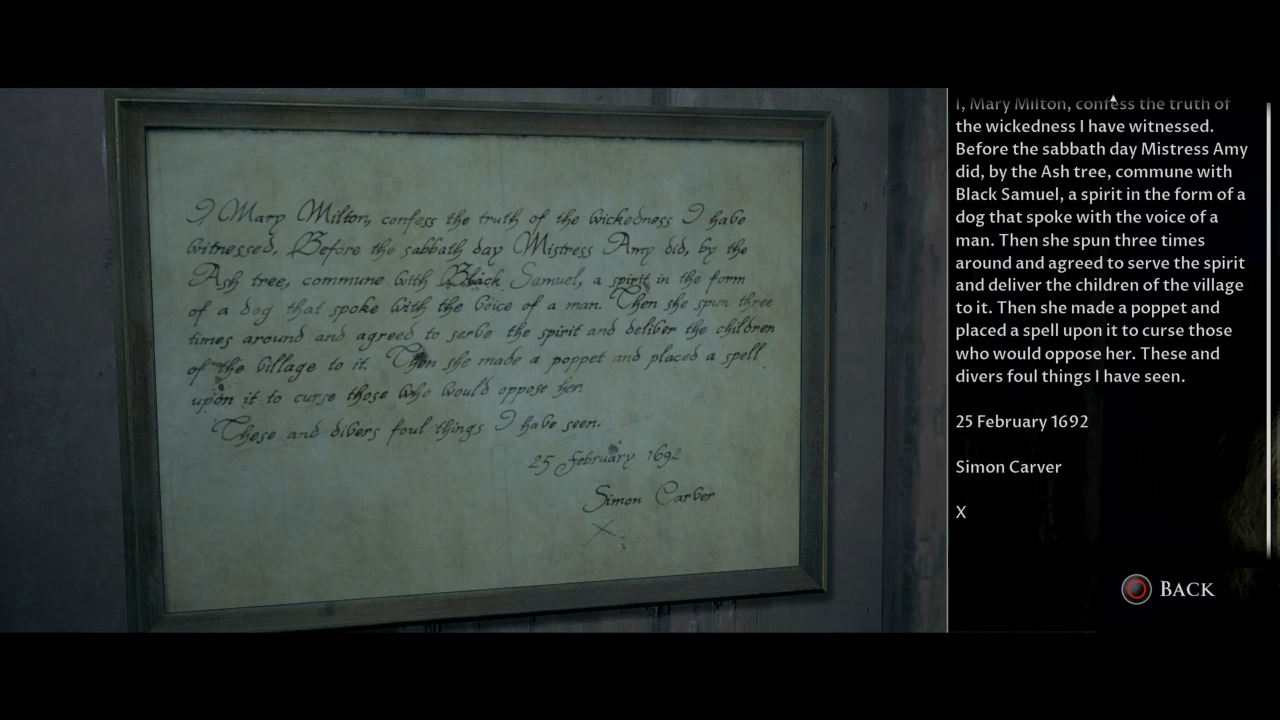 I Mary Milton, confess the truth of the wickedness I have
witnessed. Before the sabbath day Mistress Amy did, by the
Ash tree, commune with Black Samuel, a spirit in the form
of a dog that spoke with the voice of a man. Then she spun three
times around and agreed to serve the spirit and deliver the children
of the village to it. Then she made a poppet and placed a spell
upon it to curse those who would oppose her.
These and divers foul things I have seen.
25 February 1692
Simon Carver
X
I, Mary Milton, confess the truth of
the wickedness I have witnessed.
Before the sabbath day Mistress Amy
did, by the Ash tree, commune with
Black Samuel, a spirit in the form of a
dog that spoke with the voice of a
man. Then she spun three times
around and agreed to serve the spirit
and deliver the children of the village
to it. Then she made a poppet and
placed a spell upon it to curse those
who would oppose her. These and
divers foul things I have seen.
25 February 1692
Simon Carver
X
Back